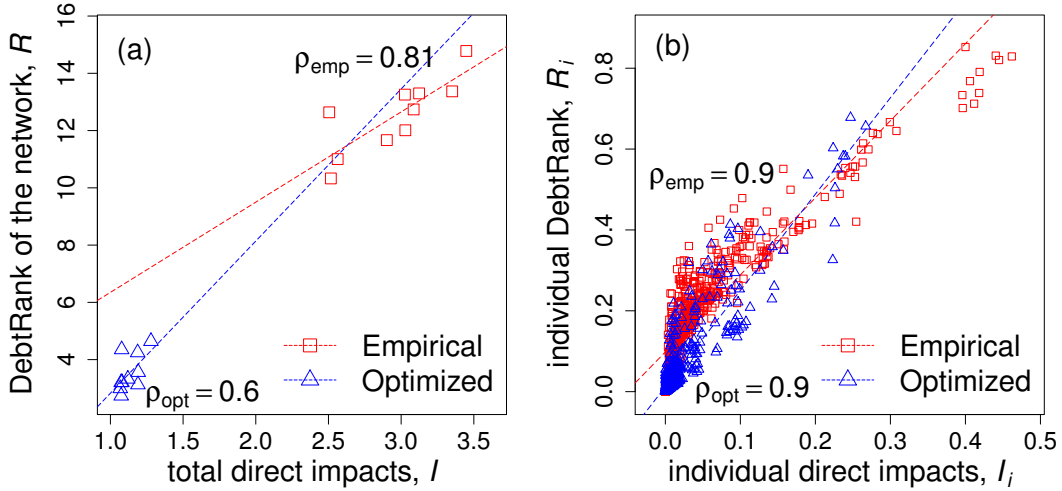 (a)
ρemp = 0.81
ρopt = 0.6
Empirical
Optimized
DebtRank of the network, R
16
14
12
10
8
6
4
1.0 1.5 2.0 2.5 3.0 3.5
total direct impacts, I
(b)
ρemp = 0.9
ρopt = 0.9
Empirical
Optimized
individual DebtRank, Ri
0.8
0.6
0.4
0.2
0.0
0.0 0.1 0.2 0.3 0.4 0.5
individual direct impacts, Ii